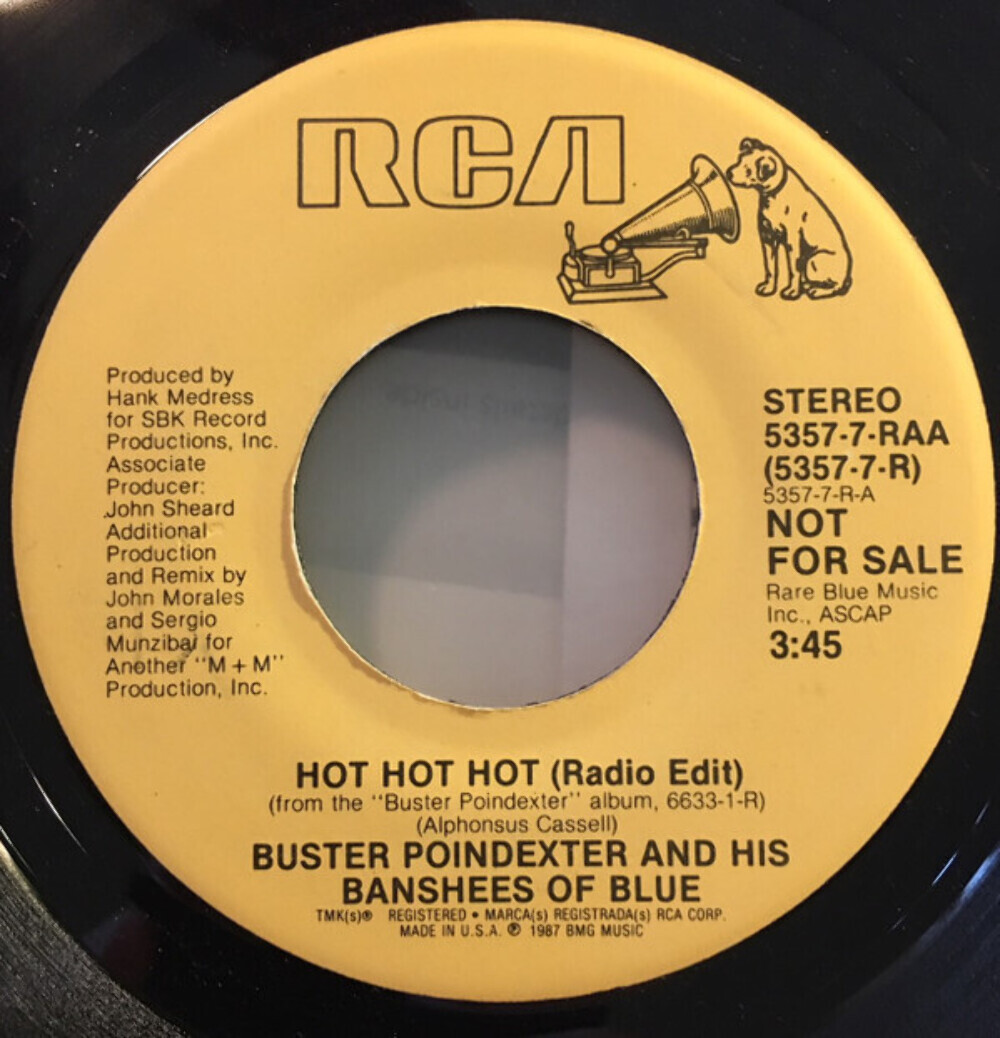 RCA
Produced by
Hank Medress
for SBK Record
Productions, Inc.
Associate
Producer:
John Sheard
Additional
Production
and Remix by
John Morales
and Sergio
Munzibai for
Another "M + M"
Production, Inc.
STEREO
5357-7-RAA
(5357-7-R)
5357-7-R-A
NOT
FOR SALE
Rare Blue Music
Inc., ASCAP
3:45
HOT HOT HOT (Radio Edit)
(from the "Buster Poindexter" album, 6633-1-R)
(Alphonsus Cassell)
BUSTER POINDEXTER AND HIS
BANSHEES OF BLUE
TMK(s)® REGISTERED • MARCA(s) REGISTRADA(s) RCA CORP.
MADE IN U.S.A. ℗ 1987 BMG MUSIC